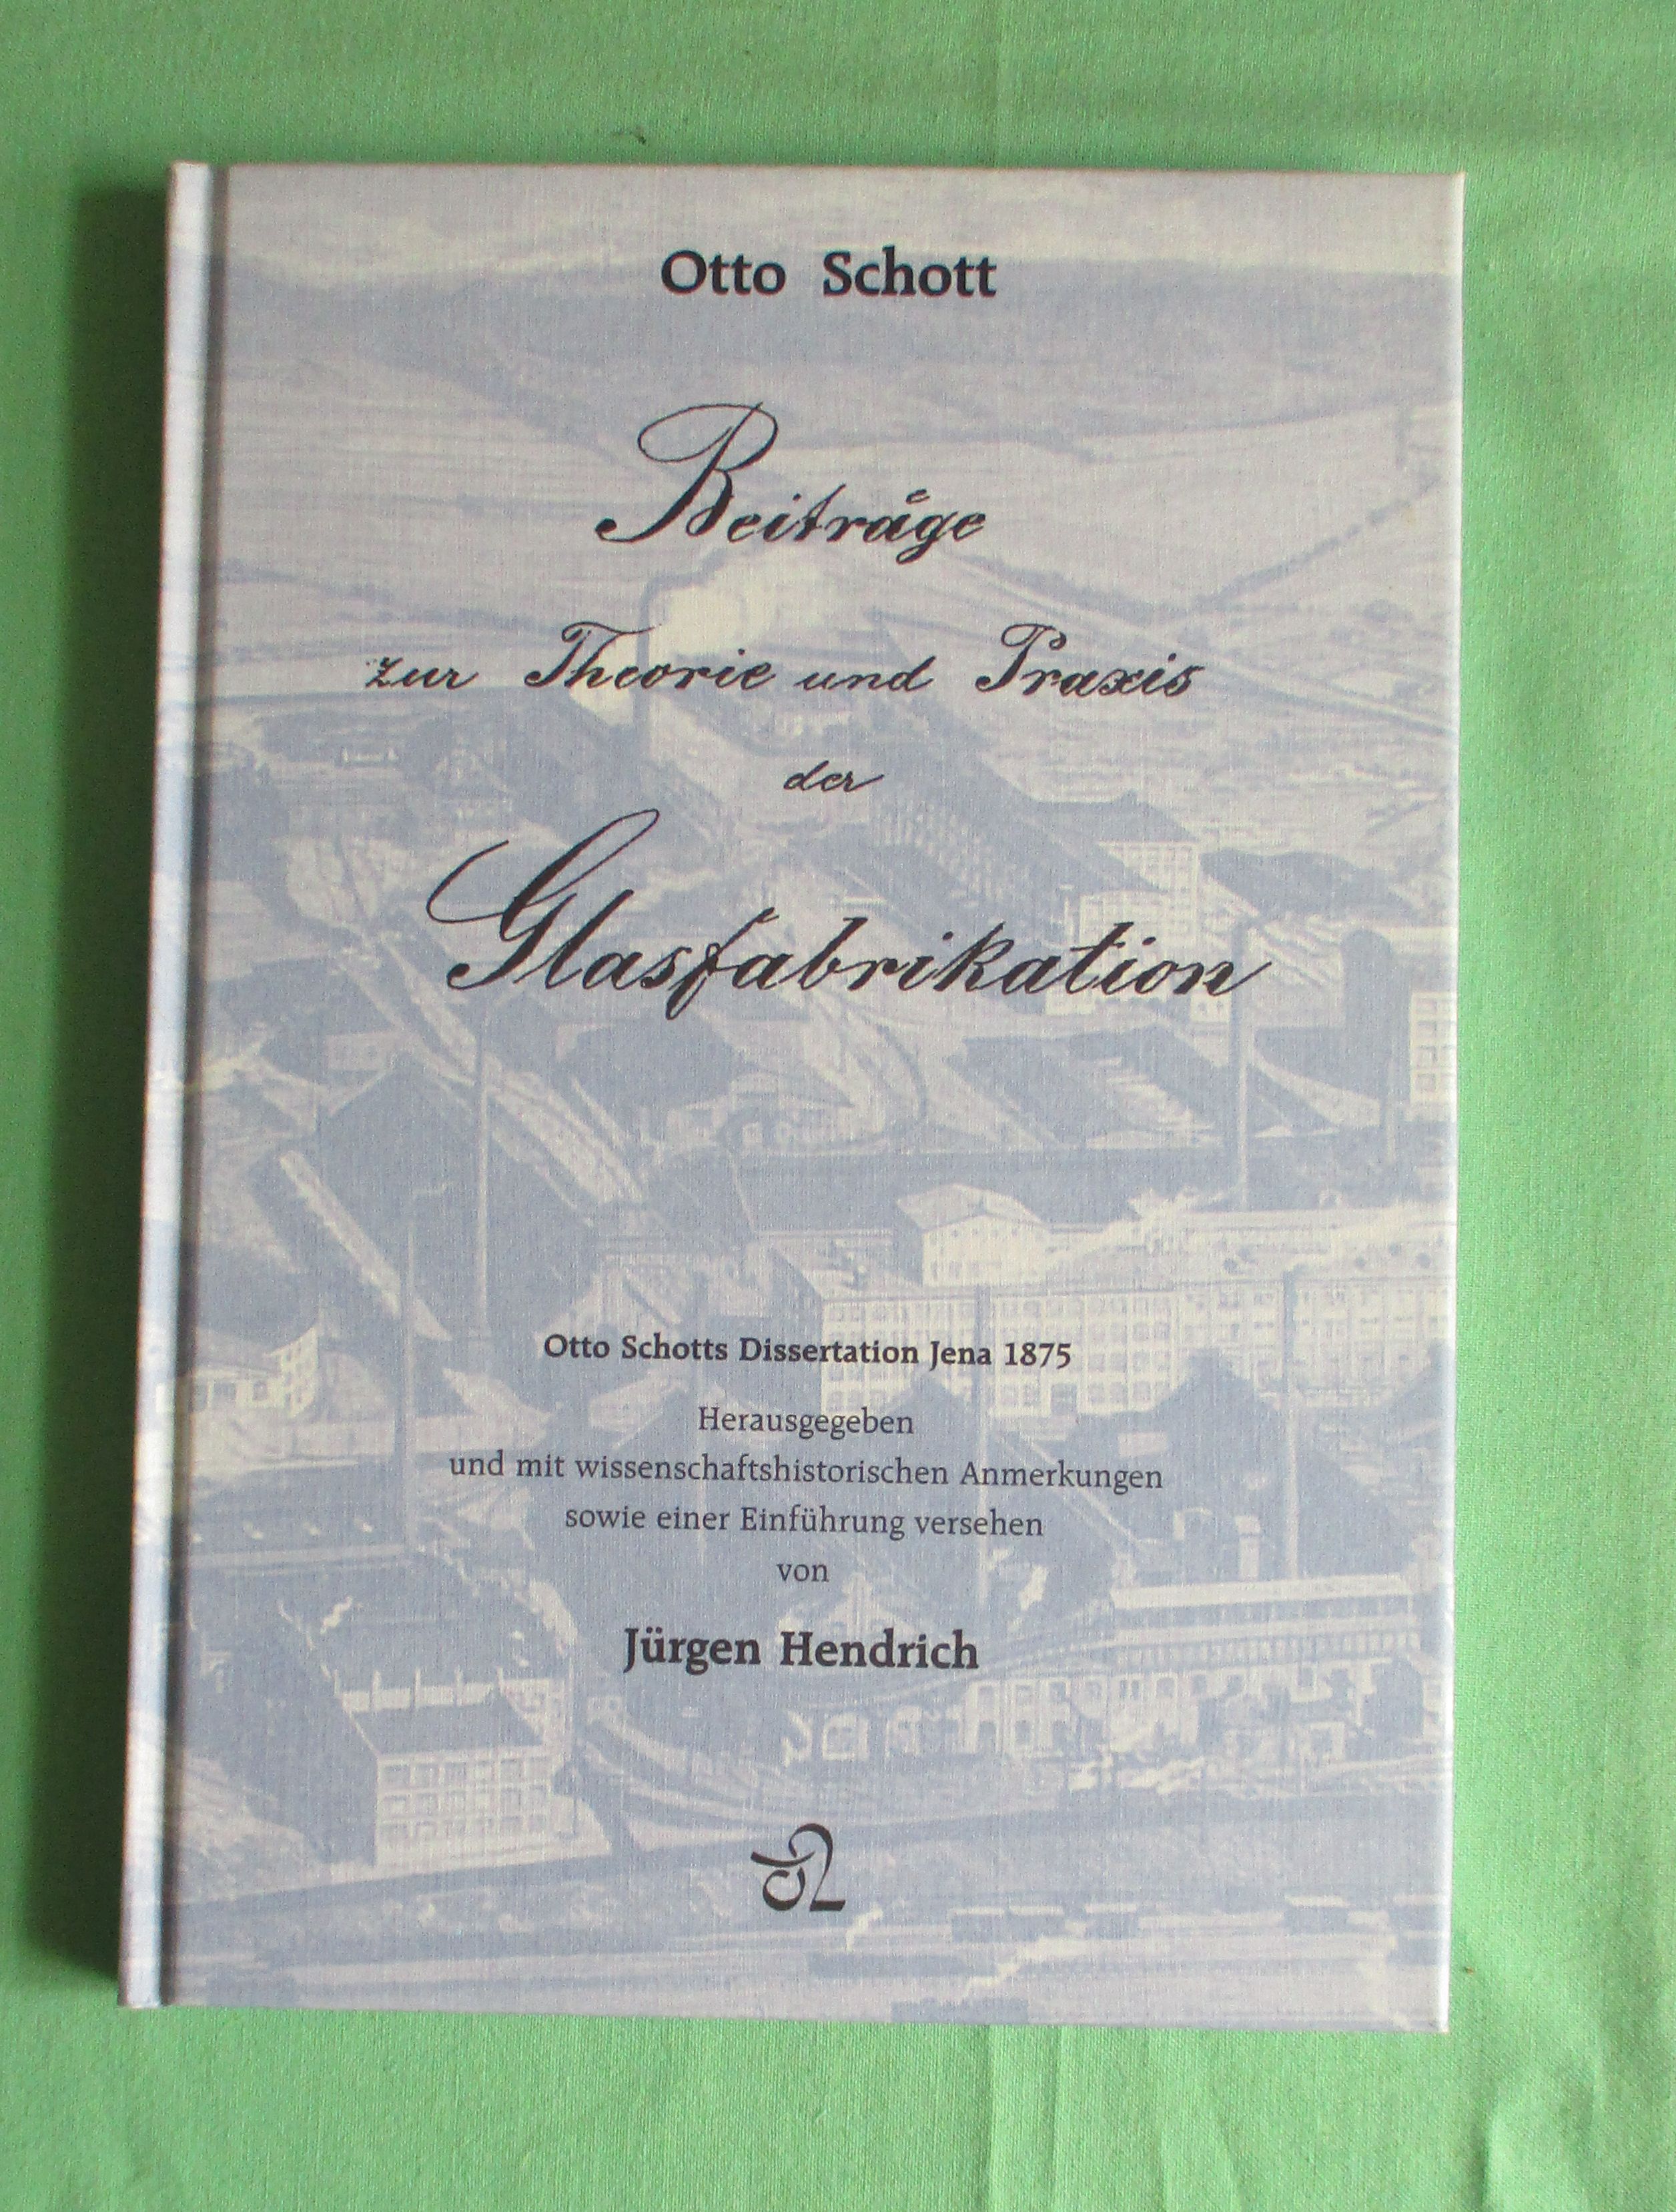 Otto Schott
Beiträge
zur Theorie und Praxis
der
Glasfabrikation
Otto Schotts Dissertation Jena 1875
Herausgegeben
und mit wissenschaftshistorischen Anmerkungen
sowie einer Einführung versehen
von
Jürgen Hendrich